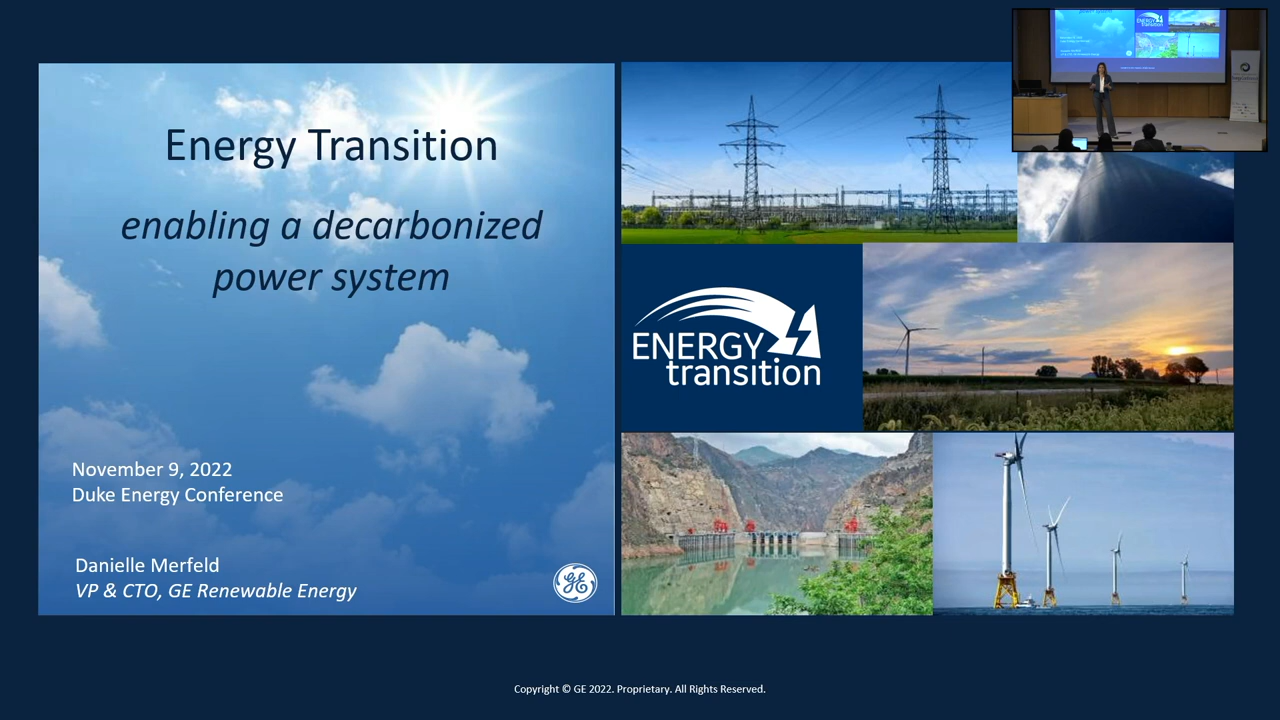 Energy Transition
enabling a decarbonized
power system
November 9, 2022
Duke Energy Conference
Danielle Merfeld
VP & CTO, GE Renewable Energy
GE
ENERGY
transition
Copyright © GE 2022. Proprietary. All Rights Reserved.